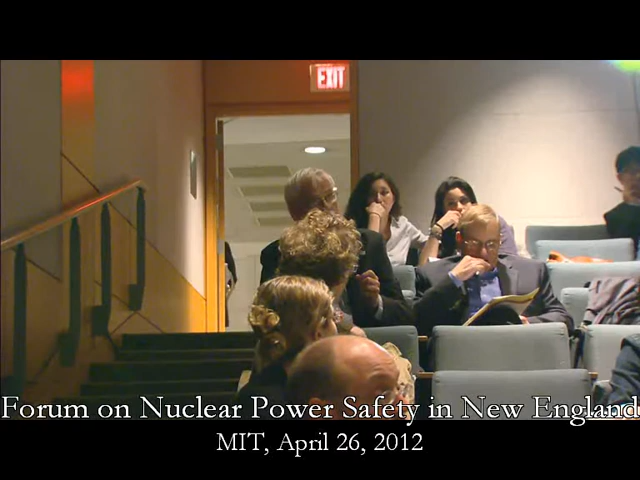 EXIT
Forum on Nuclear Power Safety in New England
MIT, April 26, 2012